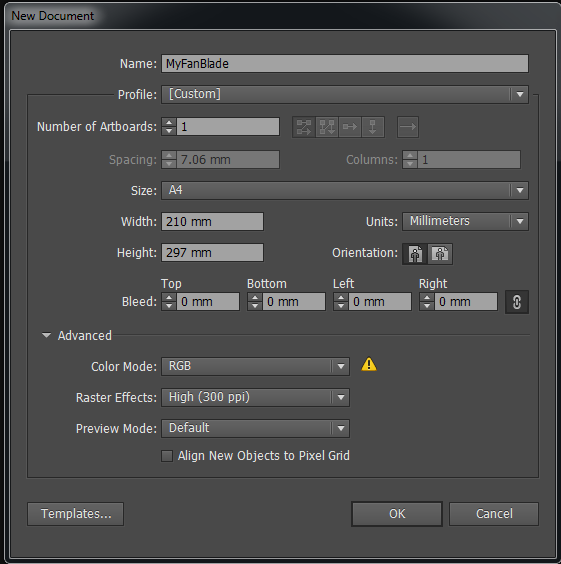 New Document
Name: MyFanBlade
Profile: [Custom]
Number of Artboards: 1
Spacing: 7.06 mm Columns: 1
Size: A4
Width: 210 mm Units: Millimeters
Height: 297 mm Orientation:
Top Bottom Left Right
Bleed: 0 mm 0 mm 0 mm 0 mm
Advanced
Color Mode: RGB
Raster Effects: High (300 ppi)
Preview Mode: Default
Align New Objects to Pixel Grid
Templates... OK Cancel